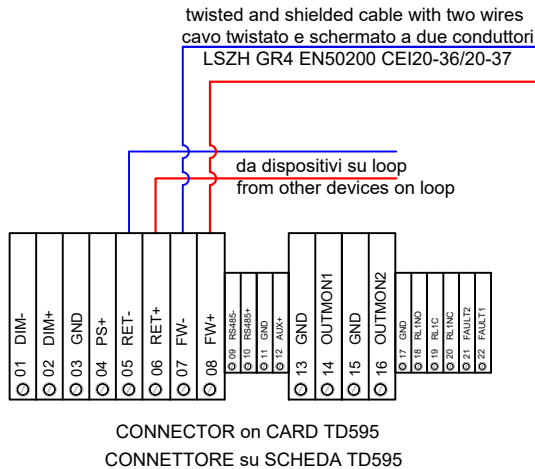 twisted and shielded cable with two wires
cavo twistato e schermato a due conduttori
LSZH GR4 EN50200 CEI20-36/20-37
da dispositivi su loop
from other devices on loop
01 DIM-
02 DIM+
03 GND
04 PS+
05 RET-
06 RET+
07 FW-
08 FW+
09 RS485-
10 RS485+
11 GND
12 AUX+
13 GND
14 OUTMON1
15 GND
16 OUTMON2
17 GND
18 RL1NO
19 RL1C
20 RL1NC
21 FAULT2
22 FAULT1
CONNECTOR on CARD TD595
CONNETTORE su SCHEDA TD595